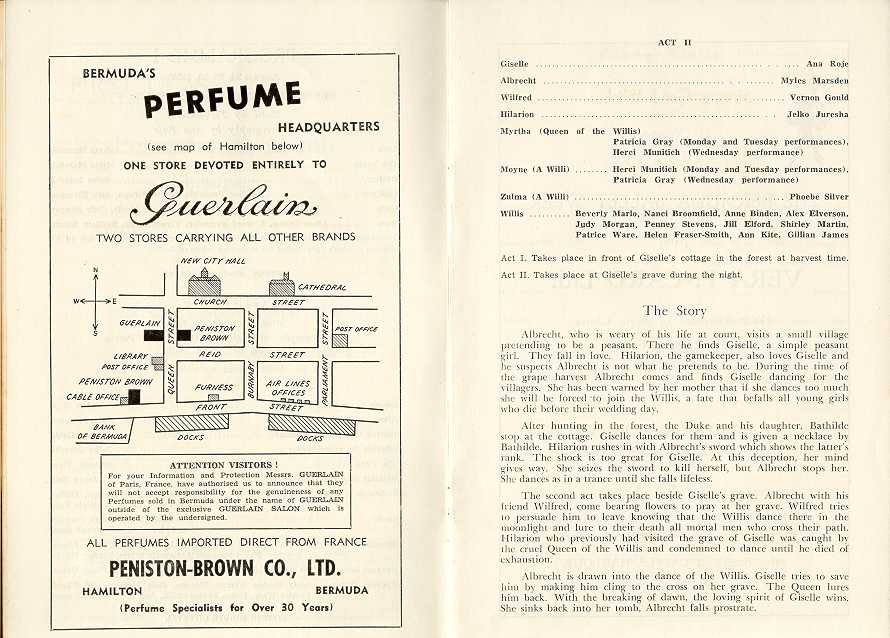 BERMUDA'S
PERFUME
HEADQUARTERS
(see map of Hamilton below)
ONE STORE DEVOTED ENTIRELY TO
Guerlain
TWO STORES CARRYING ALL OTHER BRANDS
NEW CITY HALL
CATHEDRAL
N
W E
S
CHURCH STREET
GUERLAIN
QUEEN STREET
PENISTON BROWN
BURNABY STREET
PARLIAMENT STREET
POST OFFICE
REID STREET
LIBRARY
POST OFFICE
PENISTON BROWN
CABLE OFFICE
FURNESS
AIR LINES OFFICES
FRONT STREET
BANK OF BERMUDA
DOCKS
DOCKS
ATTENTION VISITORS !
For your Information and Protection Messrs. GUERLAIN
of Paris, France, have authorised us to announce that they
will not accept responsibility for the genuineness of any
Perfumes sold in Bermuda under the name of GUERLAIN
outside of the exclusive GUERLAIN SALON which is
operated by the undersigned.
ALL PERFUMES IMPORTED DIRECT FROM FRANCE
PENISTON-BROWN CO., LTD.
HAMILTON BERMUDA
(Perfume Specialists for Over 30 Years)
ACT II
Giselle ........ Ana Roje
Albrecht ........ Myles Marsden
Wilfred ........ Vernon Gould
Hilarion ........ Jelko Juresha
Myrtha (Queen of the Willis)
Patricia Gray (Monday and Tuesday performances),
Herci Munitich (Wednesday performance)
Moyne (A Willi) ........ Herci Munitich (Monday and Tuesday performances),
Patricia Gray (Wednesday performance)
Zulma (A Willi) ........ Phoebe Silver
Willis .......... Beverly Marlo, Nanci Broomfield, Anne Binden, Alex Elverson,
Judy Morgan, Penney Stevens, Jill Elford, Shirley Martin,
Patrice Ware, Helen Fraser-Smith, Ann Kite, Gillian James
Act I. Takes place in front of Giselle's cottage in the forest at harvest time.
Act II. Takes place at Giselle's grave during the night.
The Story
Albrecht, who is weary of his life at court, visits a small village
pretending to be a peasant. There he finds Giselle, a simple peasant
girl. They fall in love. Hilarion, the gamekeeper, also loves Giselle and
he suspects Albrecht is not what he pretends to be. During the time of
the grape harvest Albrecht comes and finds Giselle dancing for the
villagers. She has been warned by her mother that if she dances too much
she will be forced to join the Willis, a fate that befalls all young girls
who die before their wedding day.
After hunting in the forest, the Duke and his daughter, Bathilde
stop at the cottage. Giselle dances for them and is given a necklace by
Bathilde. Hilarion rushes in with Albrecht's sword which shows the latter's
rank. The shock is too great for Giselle. At this deception, her mind
gives way. She seizes the sword to kill herself, but Albrecht stops her.
She dances as in a trance until she falls lifeless.
The second act takes place beside Giselle's grave. Albrecht with his
friend Wilfred, come bearing flowers to pray at her grave. Wilfred tries
to persuade him to leave knowing that the Willis dance there in the
moonlight and lure to their death all mortal men who cross their path.
Hilarion who previously had visited the grave of Giselle was caught by
the cruel Queen of the Willis and condemned to dance until he died of
exhaustion.
Albrecht is drawn into the dance of the Willis. Giselle tries to save
him by making him cling to the cross on her grave. The Queen lures
him back. With the breaking of dawn, the loving spirit of Giselle wins.
She sinks back into her tomb, Albrecht falls prostrate.